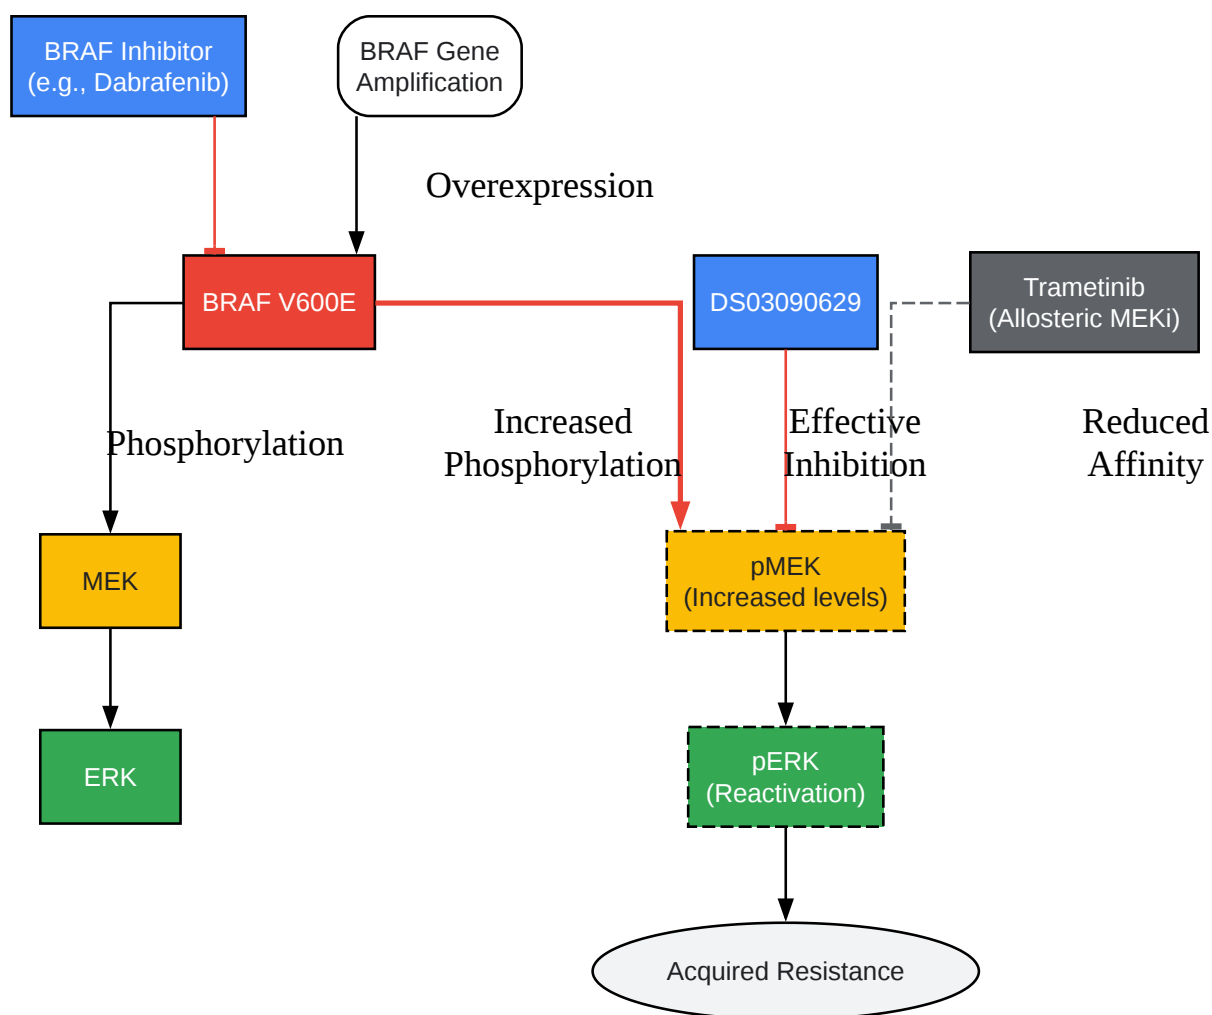 BRAF Inhibitor
(e.g., Dabrafenib)
BRAF Gene
Amplification
Overexpression
BRAF V600E
DS03090629
Trametinib
(Allosteric MEKi)
Phosphorylation
Increased
Phosphorylation
Effective
Inhibition
Reduced
Affinity
MEK
pMEK
(Increased levels)
ERK
pERK
(Reactivation)
Acquired Resistance